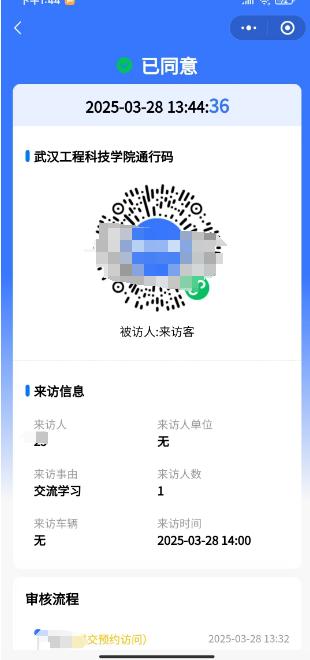 下午1:44
已同意
2025-03-28 13:44:36
武汉工程科技学院通行码
被访人:来访客
来访信息
来访人
来访人单位
无
来访事由
来访人数
交流学习
1
来访车辆
来访时间
无
2025-03-28 14:00
审核流程
交预约访问）
2025-03-28 13:32